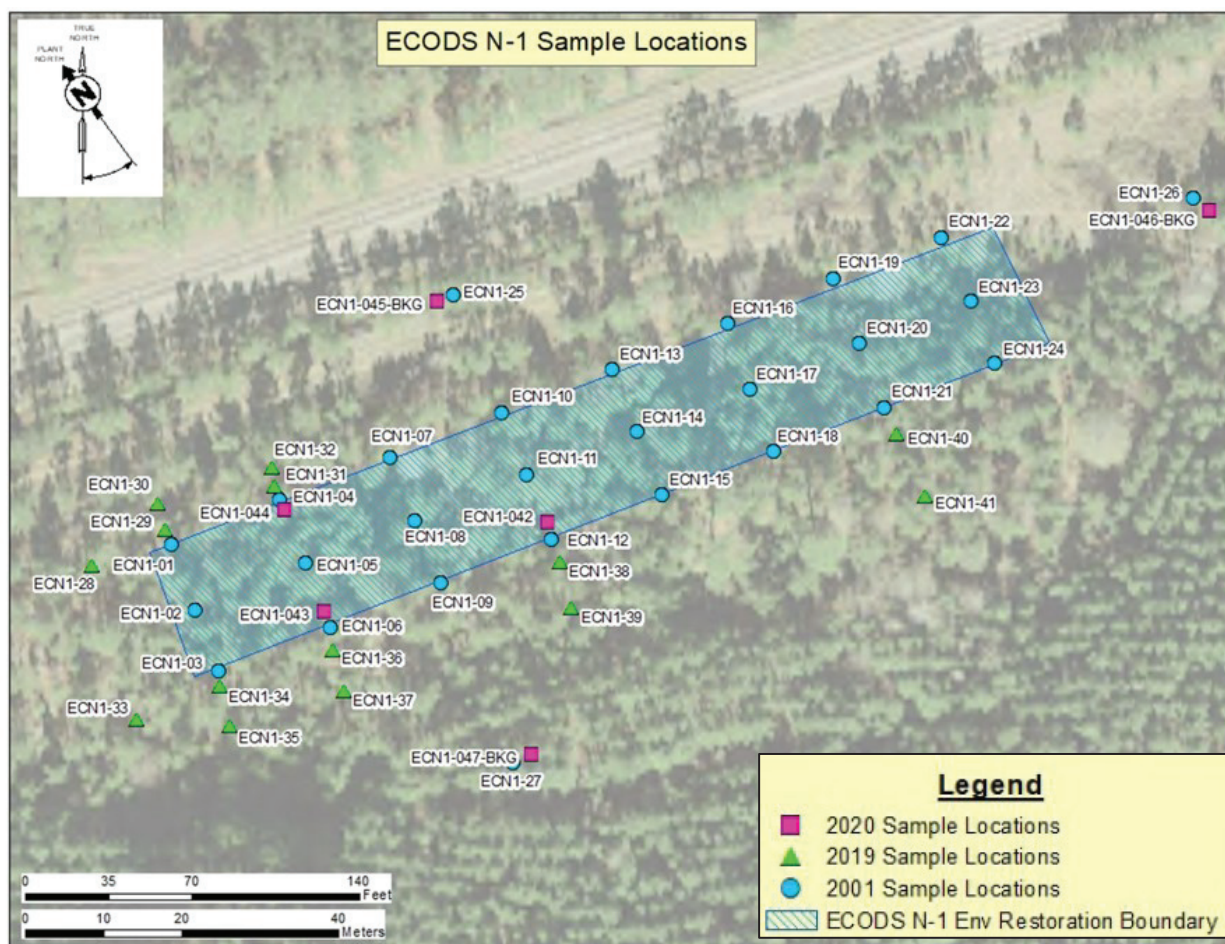 ECODS N-1 Sample Locations
TRUE
NORTH
PLANT
NORTH
N
ECN1-26
ECN1-046-BKG
ECN1-22
ECN1-19
ECN1-25
ECN1-045-BKG
ECN1-23
ECN1-16
ECN1-20
ECN1-24
ECN1-13
ECN1-17
ECN1-10
ECN1-21
ECN1-14
ECN1-40
ECN1-07
ECN1-18
ECN1-32
ECN1-11
ECN1-31
ECN1-30
ECN1-04
ECN1-15
ECN1-41
ECN1-044
ECN1-29
ECN1-042
ECN1-08
ECN1-12
ECN1-01
ECN1-05
ECN1-38
ECN1-28
ECN1-09
ECN1-02
ECN1-043
ECN1-39
ECN1-06
ECN1-03
ECN1-36
ECN1-34
ECN1-37
ECN1-33
ECN1-35
ECN1-047-BKG
ECN1-27
Legend
2020 Sample Locations
2019 Sample Locations
2001 Sample Locations
ECODS N-1 Env Restoration Boundary
0 35 70 140
Feet
0 10 20 40
Meters